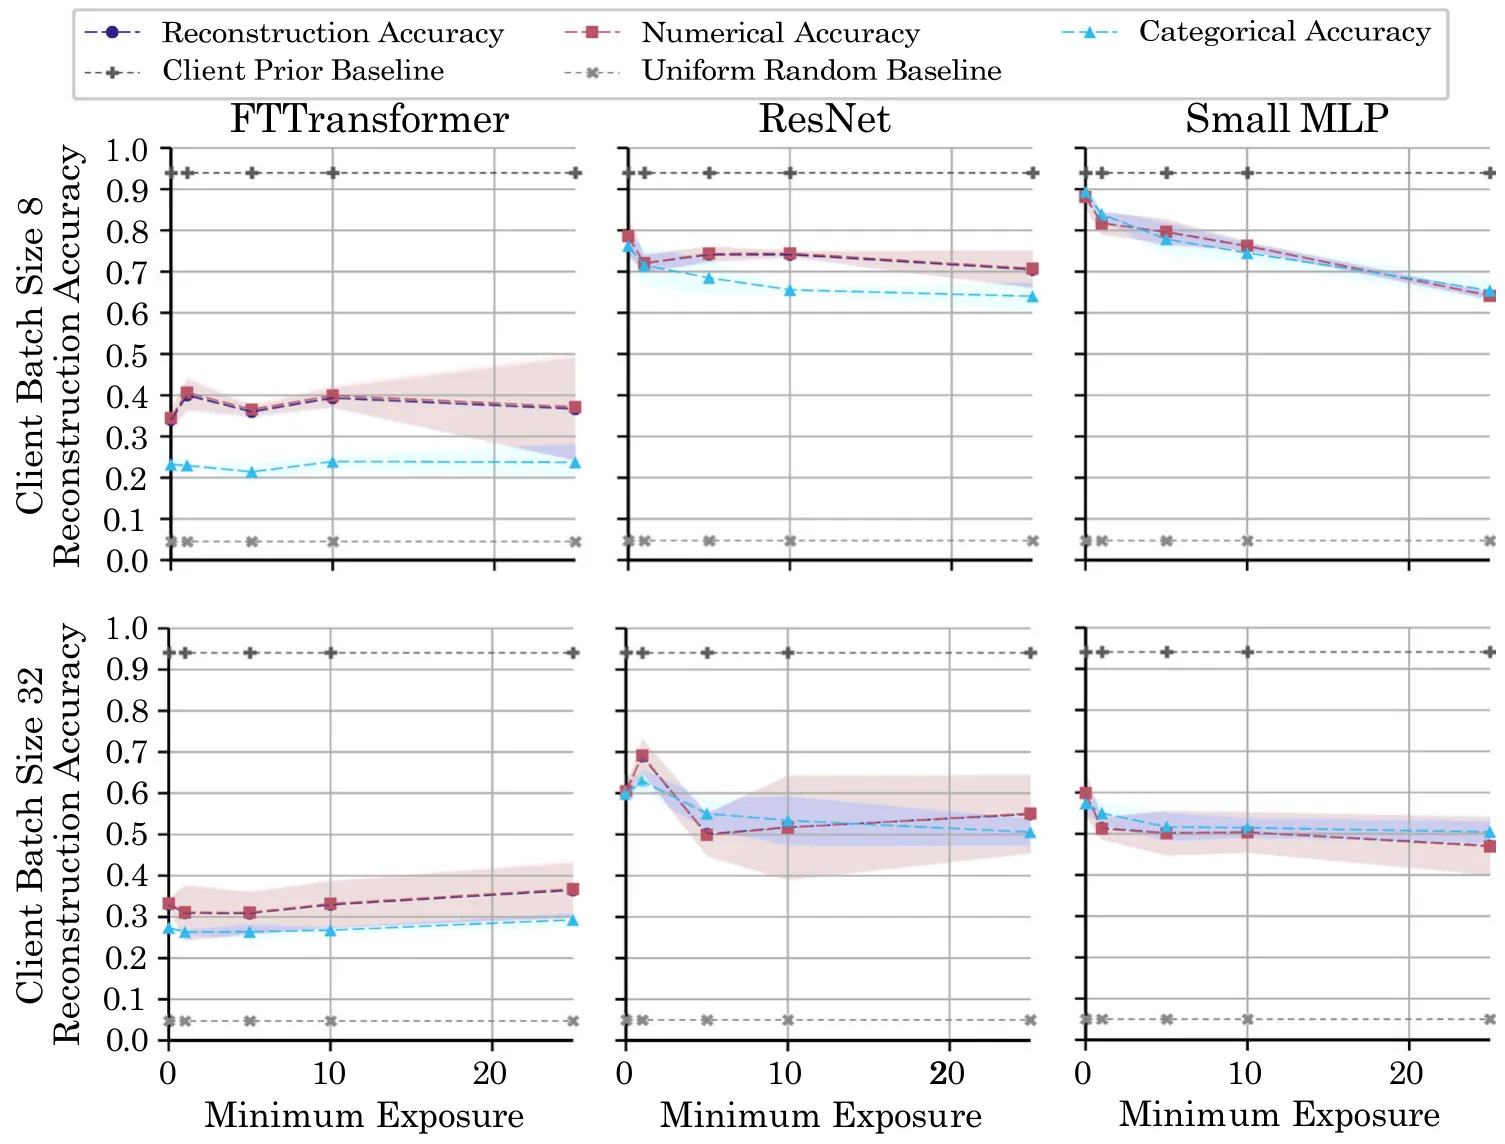 Reconstruction Accuracy Numerical Accuracy Categorical Accuracy
Client Prior Baseline Uniform Random Baseline
FTTransformer ResNet Small MLP
Client Batch Size 8
Reconstruction Accuracy
1.0
0.9
0.8
0.7
0.6
0.5
0.4
0.3
0.2
0.1
0.0
Client Batch Size 32
Reconstruction Accuracy
1.0
0.9
0.8
0.7
0.6
0.5
0.4
0.3
0.2
0.1
0.0
0 10 20 0 10 20 0 10 20
Minimum Exposure Minimum Exposure Minimum Exposure